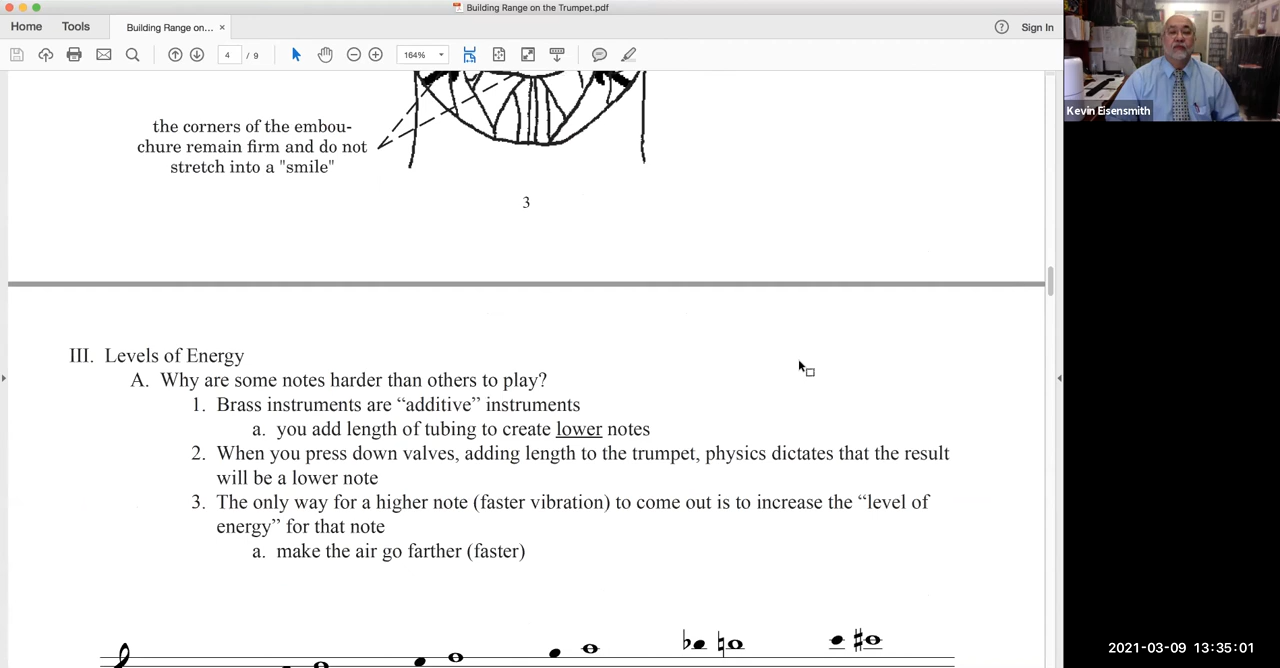 Building Range on the Trumpet.pdf
Home Tools Building Range on... × ? Sign In
4 / 9 164%
Kevin Eisensmith
the corners of the embou-
chure remain firm and do not
stretch into a "smile"
3
III. Levels of Energy
A. Why are some notes harder than others to play?
1. Brass instruments are “additive” instruments
a. you add length of tubing to create lower notes
2. When you press down valves, adding length to the trumpet, physics dictates that the result
will be a lower note
3. The only way for a higher note (faster vibration) to come out is to increase the “level of
energy” for that note
a. make the air go farther (faster)
2021-03-09 13:35:01